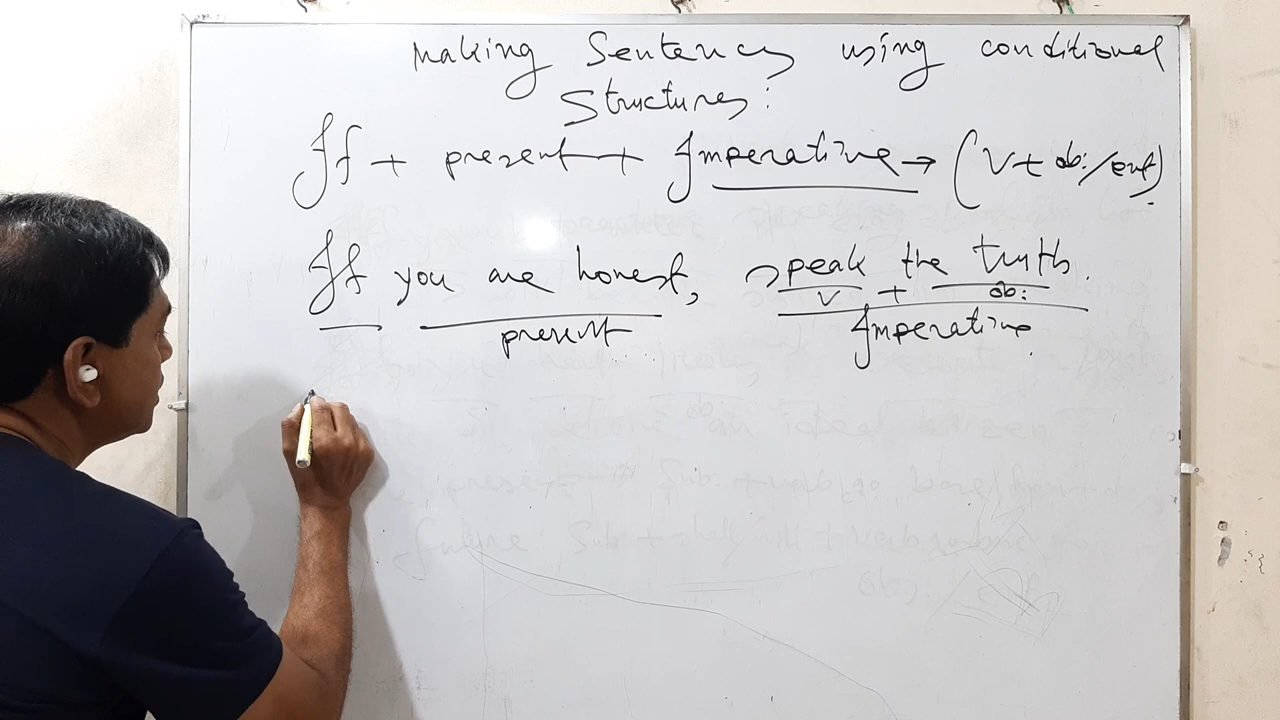 Making Sentences using conditional
Structures:
If + present + Imperative → (V + ob:/ext)
If you are honest, speak the truth.
V + ob:
present Imperative